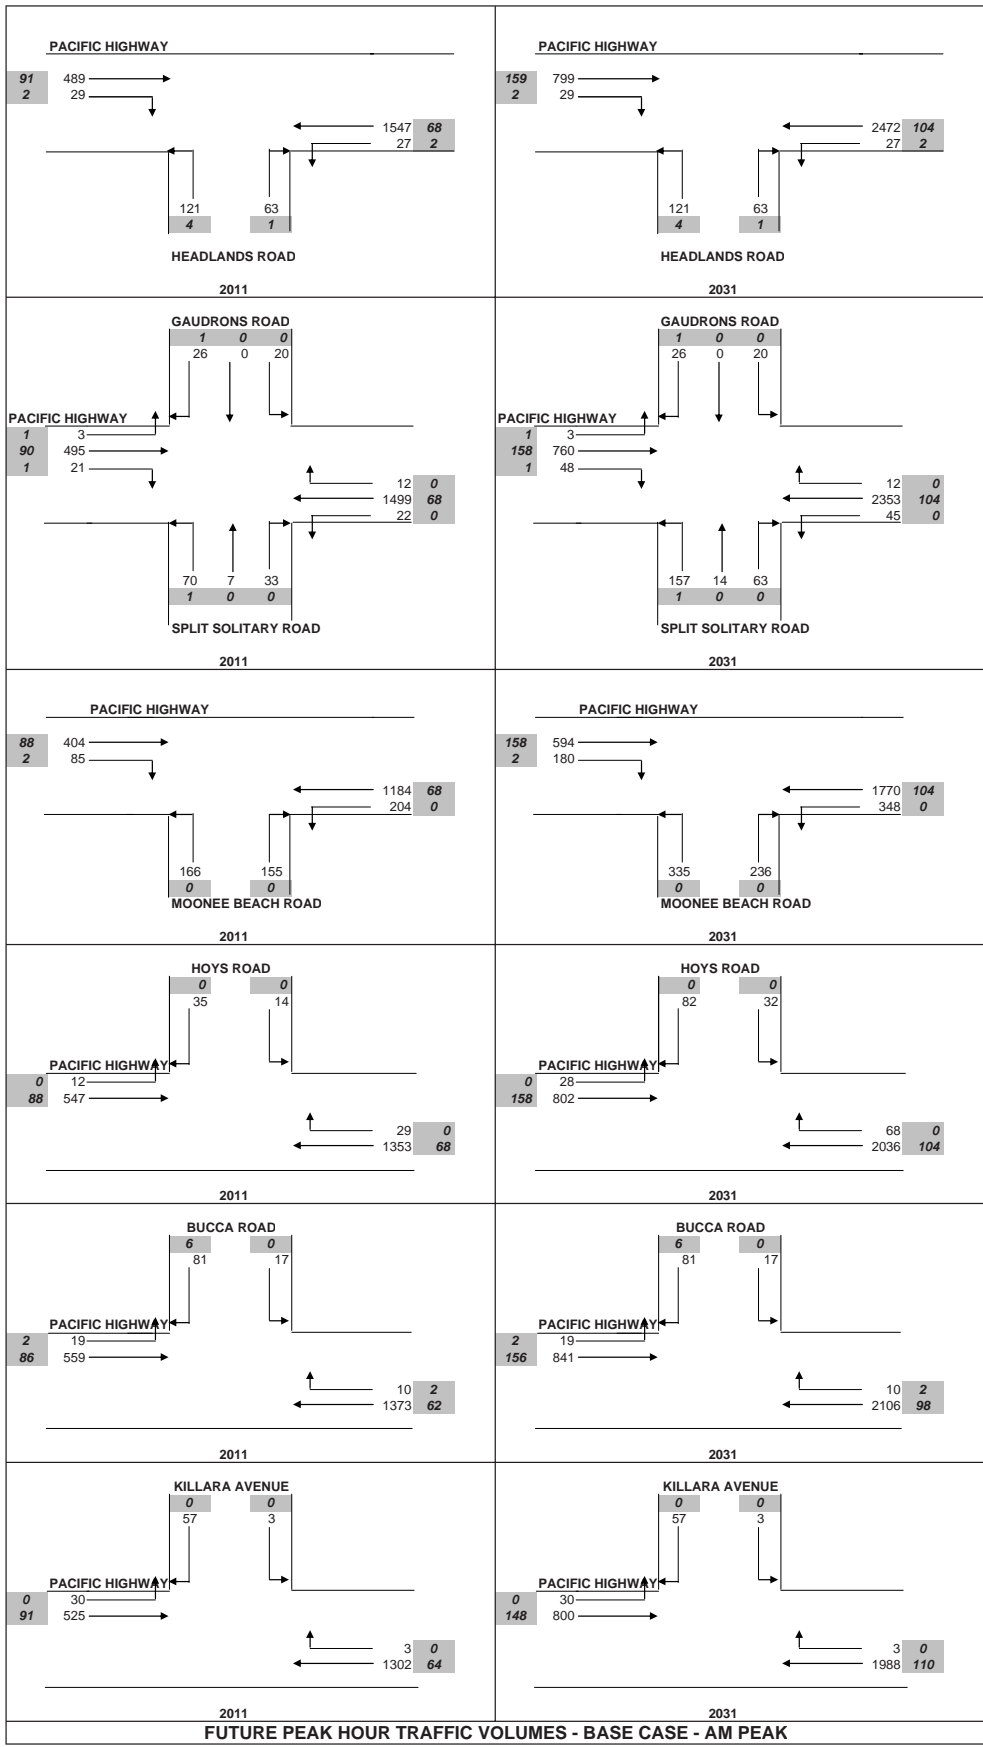 PACIFIC HIGHWAY
91 489
2 29
1547 68
27 2
121 63
4 1
HEADLANDS ROAD
2011
PACIFIC HIGHWAY
159 799
2 29
2472 104
27 2
121 63
4 1
HEADLANDS ROAD
2031
GAUDRONS ROAD
1 0 0
26 0 20
PACIFIC HIGHWAY
1 3
90 495
1 21
12 0
1499 68
22 0
70 7 33
1 0 0
SPLIT SOLITARY ROAD
2011
GAUDRONS ROAD
1 0 0
26 0 20
PACIFIC HIGHWAY
1 3
158 760
1 48
12 0
2353 104
45 0
157 14 63
1 0 0
SPLIT SOLITARY ROAD
2031
PACIFIC HIGHWAY
88 404
2 85
1184 68
204 0
166 155
0 0
MOONEE BEACH ROAD
2011
PACIFIC HIGHWAY
158 594
2 180
1770 104
348 0
335 236
0 0
MOONEE BEACH ROAD
2031
HOYS ROAD
0 0
35 14
PACIFIC HIGHWAY
0 12
88 547
29 0
1353 68
2011
HOYS ROAD
0 0
82 32
PACIFIC HIGHWAY
0 28
158 802
68 0
2036 104
2031
BUCCA ROAD
6 0
81 17
PACIFIC HIGHWAY
2 19
86 559
10 2
1373 62
2011
BUCCA ROAD
6 0
81 17
PACIFIC HIGHWAY
2 19
156 841
10 2
2106 98
2031
KILLARA AVENUE
0 0
57 3
PACIFIC HIGHWAY
0 30
91 525
3 0
1302 64
2011
KILLARA AVENUE
0 0
57 3
PACIFIC HIGHWAY
0 30
148 800
3 0
1988 110
2031
FUTURE PEAK HOUR TRAFFIC VOLUMES - BASE CASE - AM PEAK